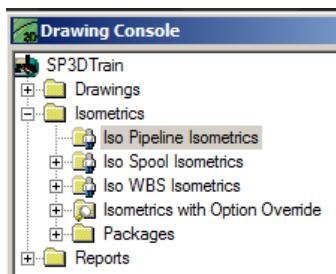 2D Drawing Console
SP3DTrain
Drawings
Isometrics
Iso Pipeline Isometrics
Iso Spool Isometrics
Iso WBS Isometrics
Isometrics with Option Override
Packages
Reports